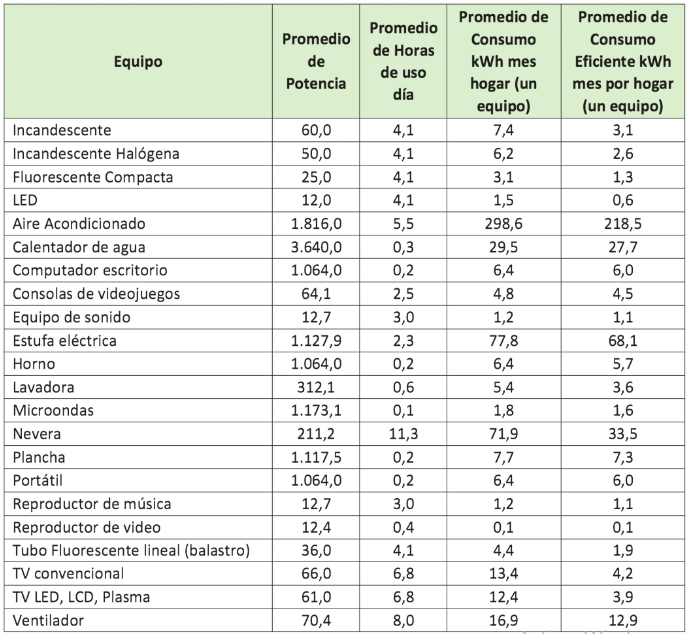 Equipo Promedio de Potencia Promedio de Horas de uso día Promedio de Consumo kWh mes hogar (un equipo) Promedio de Consumo Eficiente kWh mes por hogar (un equipo)
Incandescente 60,0 4,1 7,4 3,1
Incandescente Halógena 50,0 4,1 6,2 2,6
Fluorescente Compacta 25,0 4,1 3,1 1,3
LED 12,0 4,1 1,5 0,6
Aire Acondicionado 1.816,0 5,5 298,6 218,5
Calentador de agua 3.640,0 0,3 29,5 27,7
Computador escritorio 1.064,0 0,2 6,4 6,0
Consolas de videojuegos 64,1 2,5 4,8 4,5
Equipo de sonido 12,7 3,0 1,2 1,1
Estufa eléctrica 1.127,9 2,3 77,8 68,1
Horno 1.064,0 0,2 6,4 5,7
Lavadora 312,1 0,6 5,4 3,6
Microondas 1.173,1 0,1 1,8 1,6
Nevera 211,2 11,3 71,9 33,5
Plancha 1.117,5 0,2 7,7 7,3
Portátil 1.064,0 0,2 6,4 6,0
Reproductor de música 12,7 3,0 1,2 1,1
Reproductor de video 12,4 0,4 0,1 0,1
Tubo Fluorescente lineal (balastro) 36,0 4,1 4,4 1,9
TV convencional 66,0 6,8 13,4 4,2
TV LED, LCD, Plasma 61,0 6,8 12,4 3,9
Ventilador 70,4 8,0 16,9 12,9